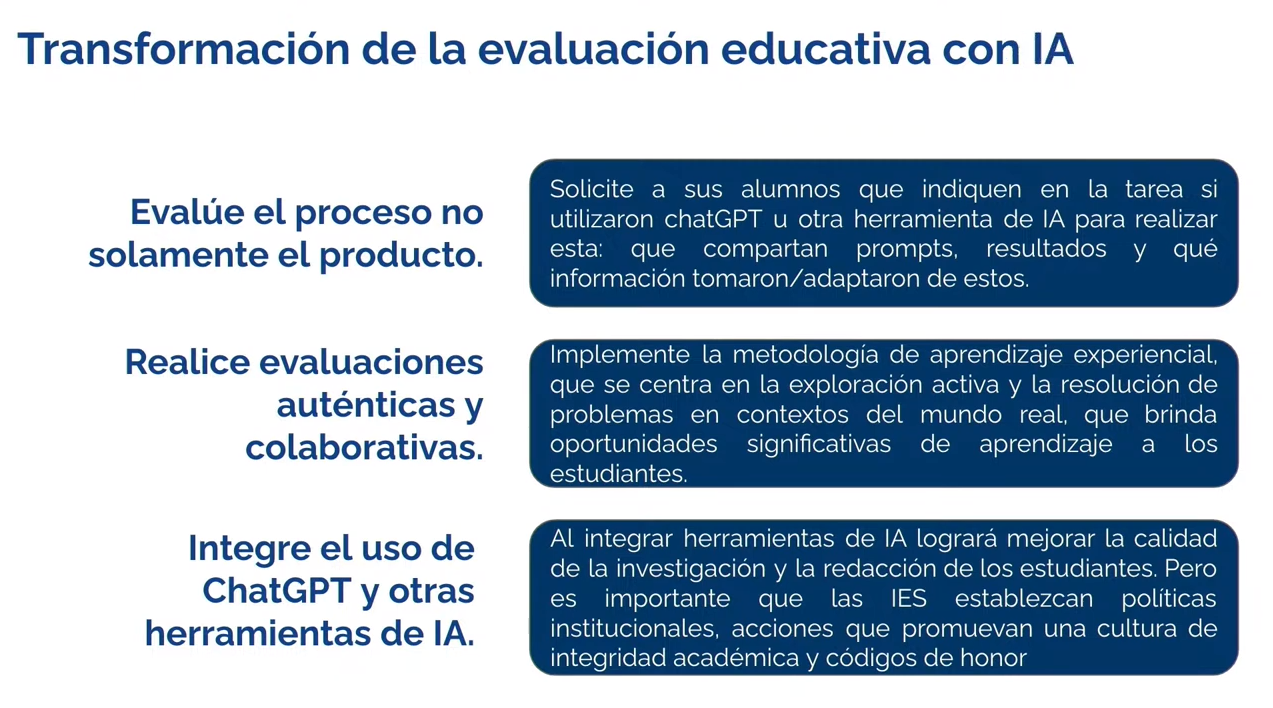 Transformación de la evaluación educativa con IA
Evalúe el proceso no
solamente el producto.
Solicite a sus alumnos que indiquen en la tarea si
utilizaron chatGPT u otra herramienta de IA para realizar
esta: que compartan prompts, resultados y qué
información tomaron/adaptaron de estos.
Realice evaluaciones
auténticas y
colaborativas.
Implemente la metodología de aprendizaje experiencial,
que se centra en la exploración activa y la resolución de
problemas en contextos del mundo real, que brinda
oportunidades significativas de aprendizaje a los
estudiantes.
Integre el uso de
ChatGPT y otras
herramientas de IA.
Al integrar herramientas de IA logrará mejorar la calidad
de la investigación y la redacción de los estudiantes. Pero
es importante que las IES establezcan políticas
institucionales, acciones que promuevan una cultura de
integridad académica y códigos de honor